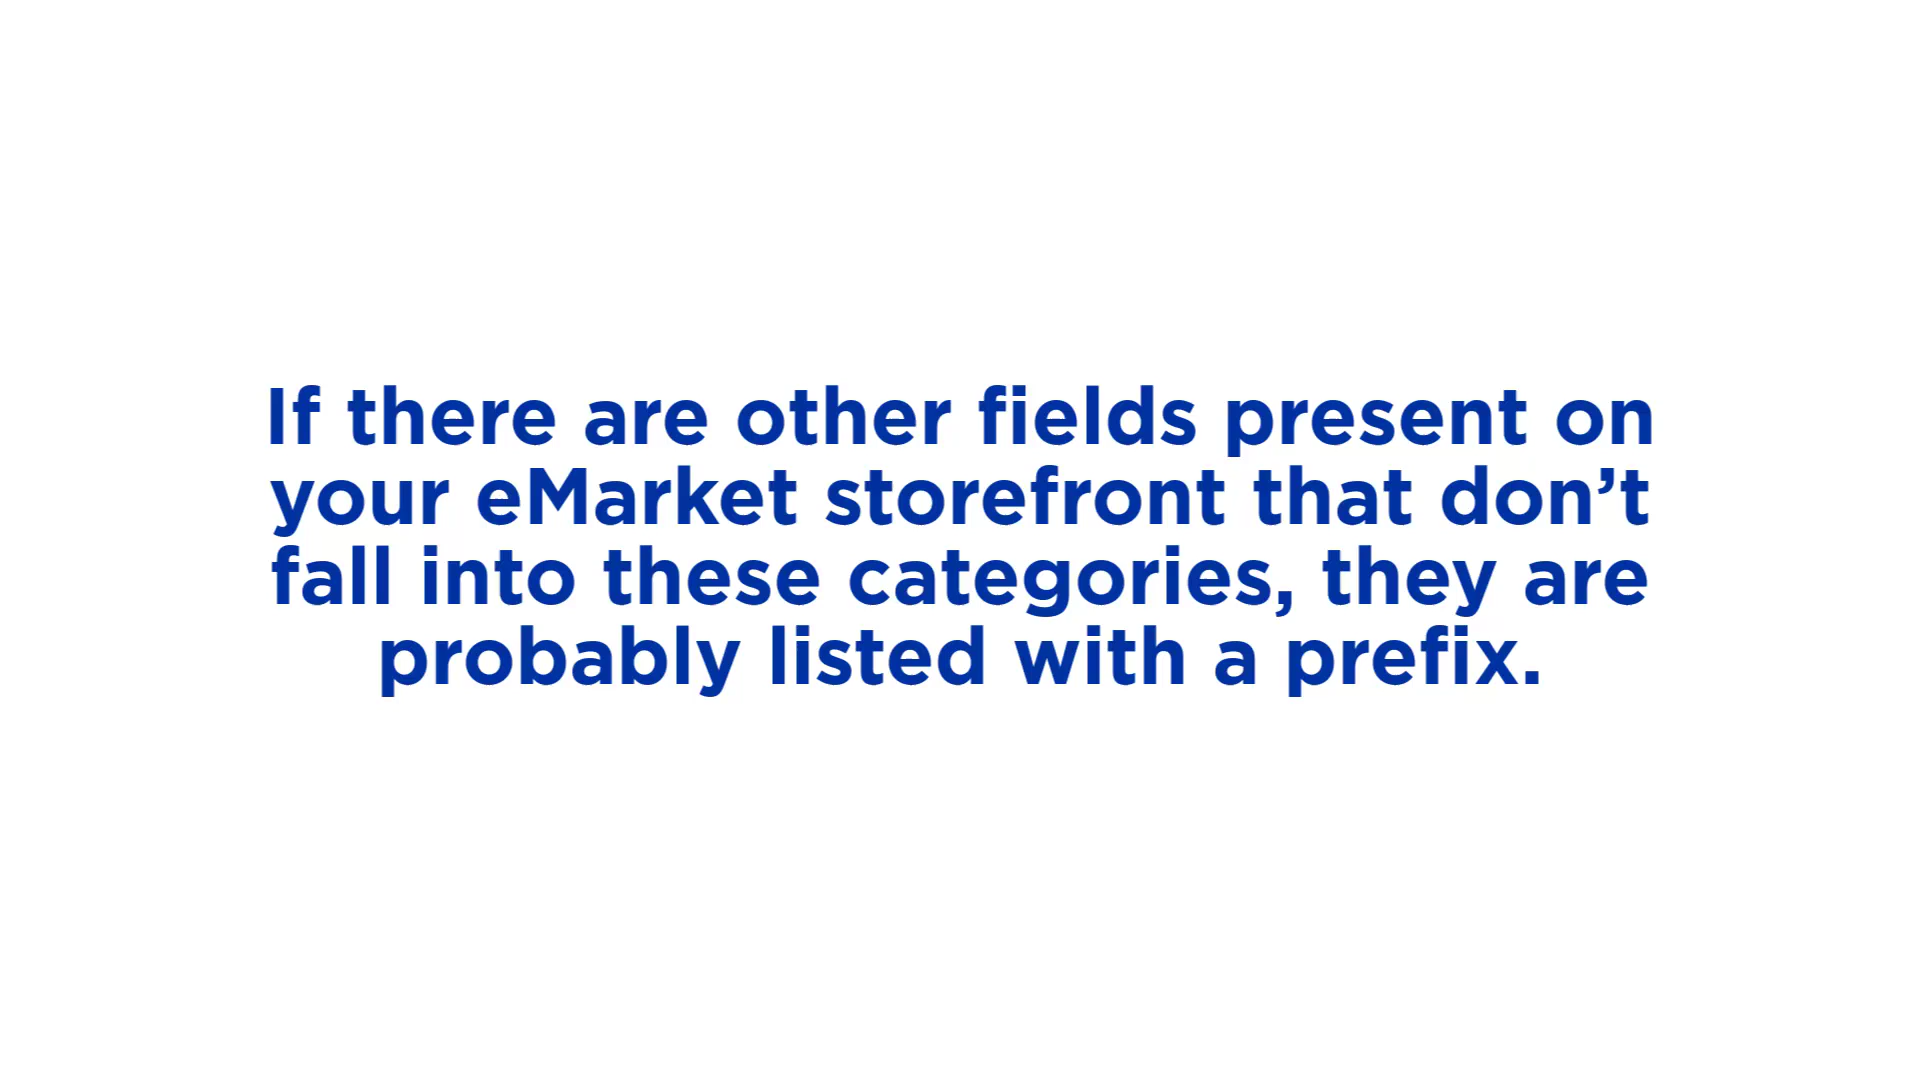 If there are other fields present on
your eMarket storefront that don’t
fall into these categories, they are
probably listed with a prefix.